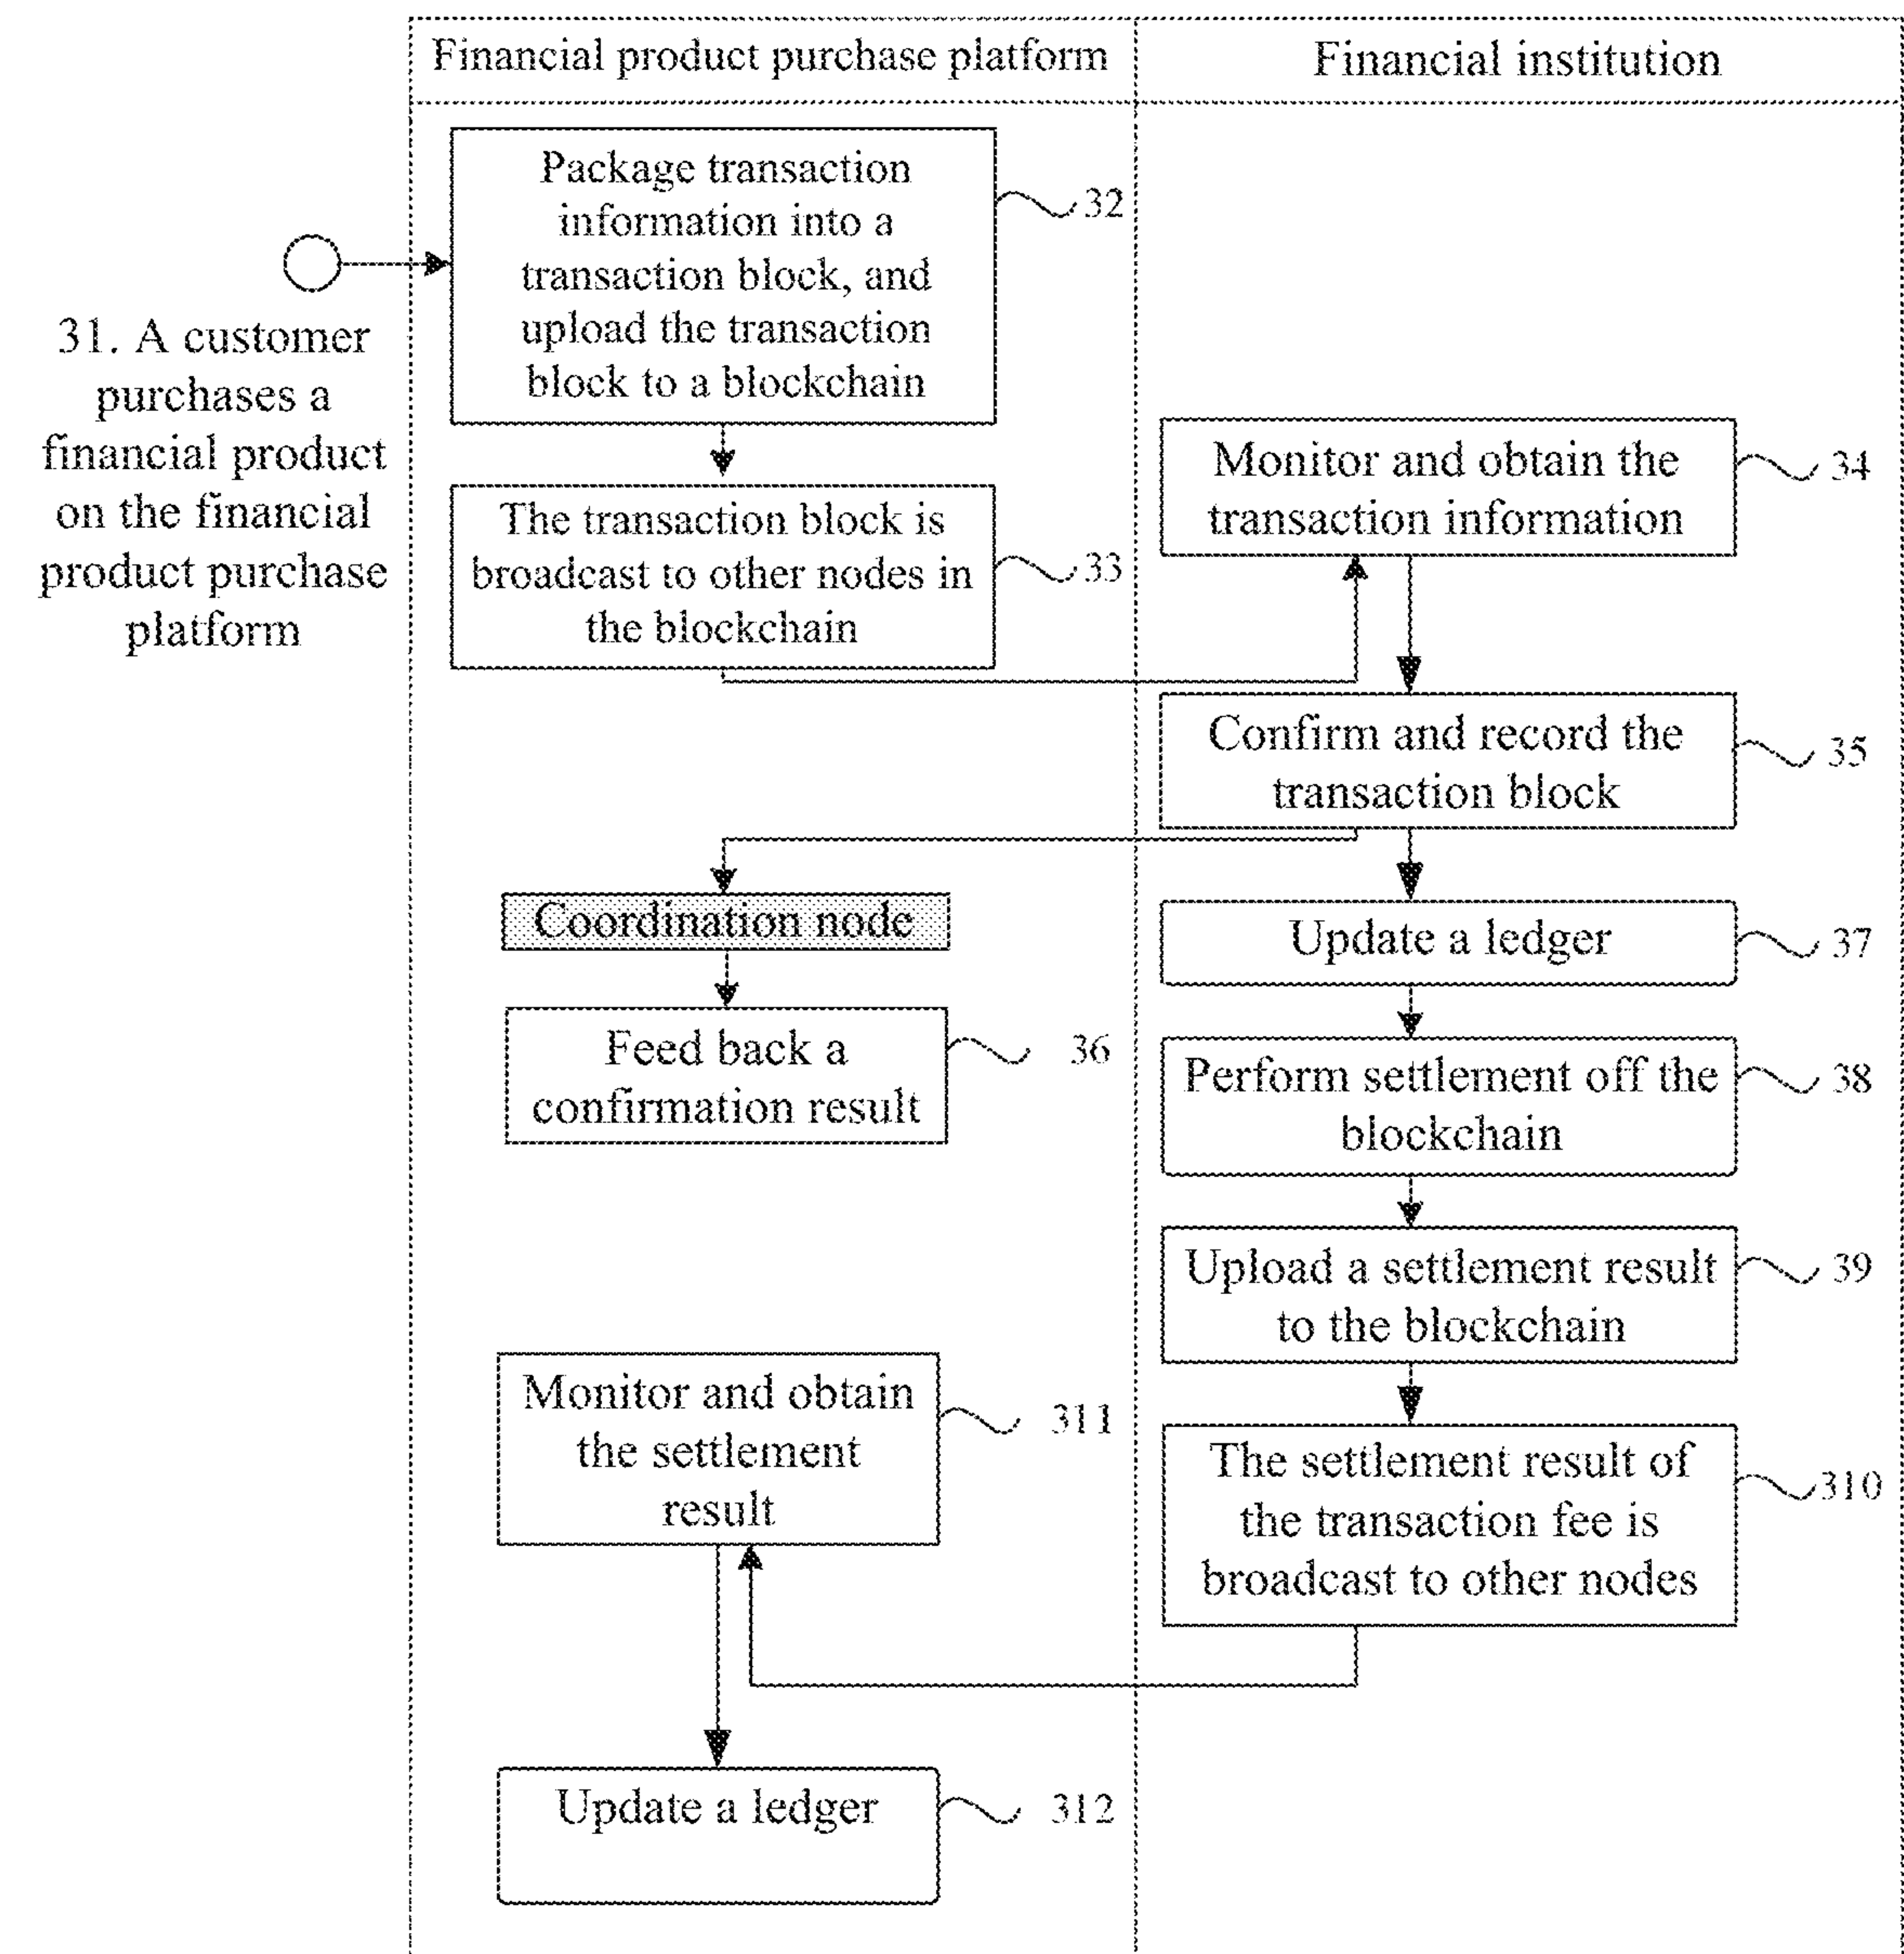 Financial product purchase platform
Financial institution
Package transaction
information into a
transaction block, and
upload the transaction
block to a blockchain
32
31. A customer
purchases a
financial product
on the financial
product purchase
platform
The transaction block is
broadcast to other nodes in
the blockchain
33
Monitor and obtain the
transaction information
34
Confirm and record the
transaction block
35
Coordination node
Feed back a
confirmation result
36
Update a ledger
37
Perform settlement off the
blockchain
38
Upload a settlement result
to the blockchain
39
The settlement result of
the transaction fee is
broadcast to other nodes
310
Monitor and obtain
the settlement
result
311
Update a ledger
312